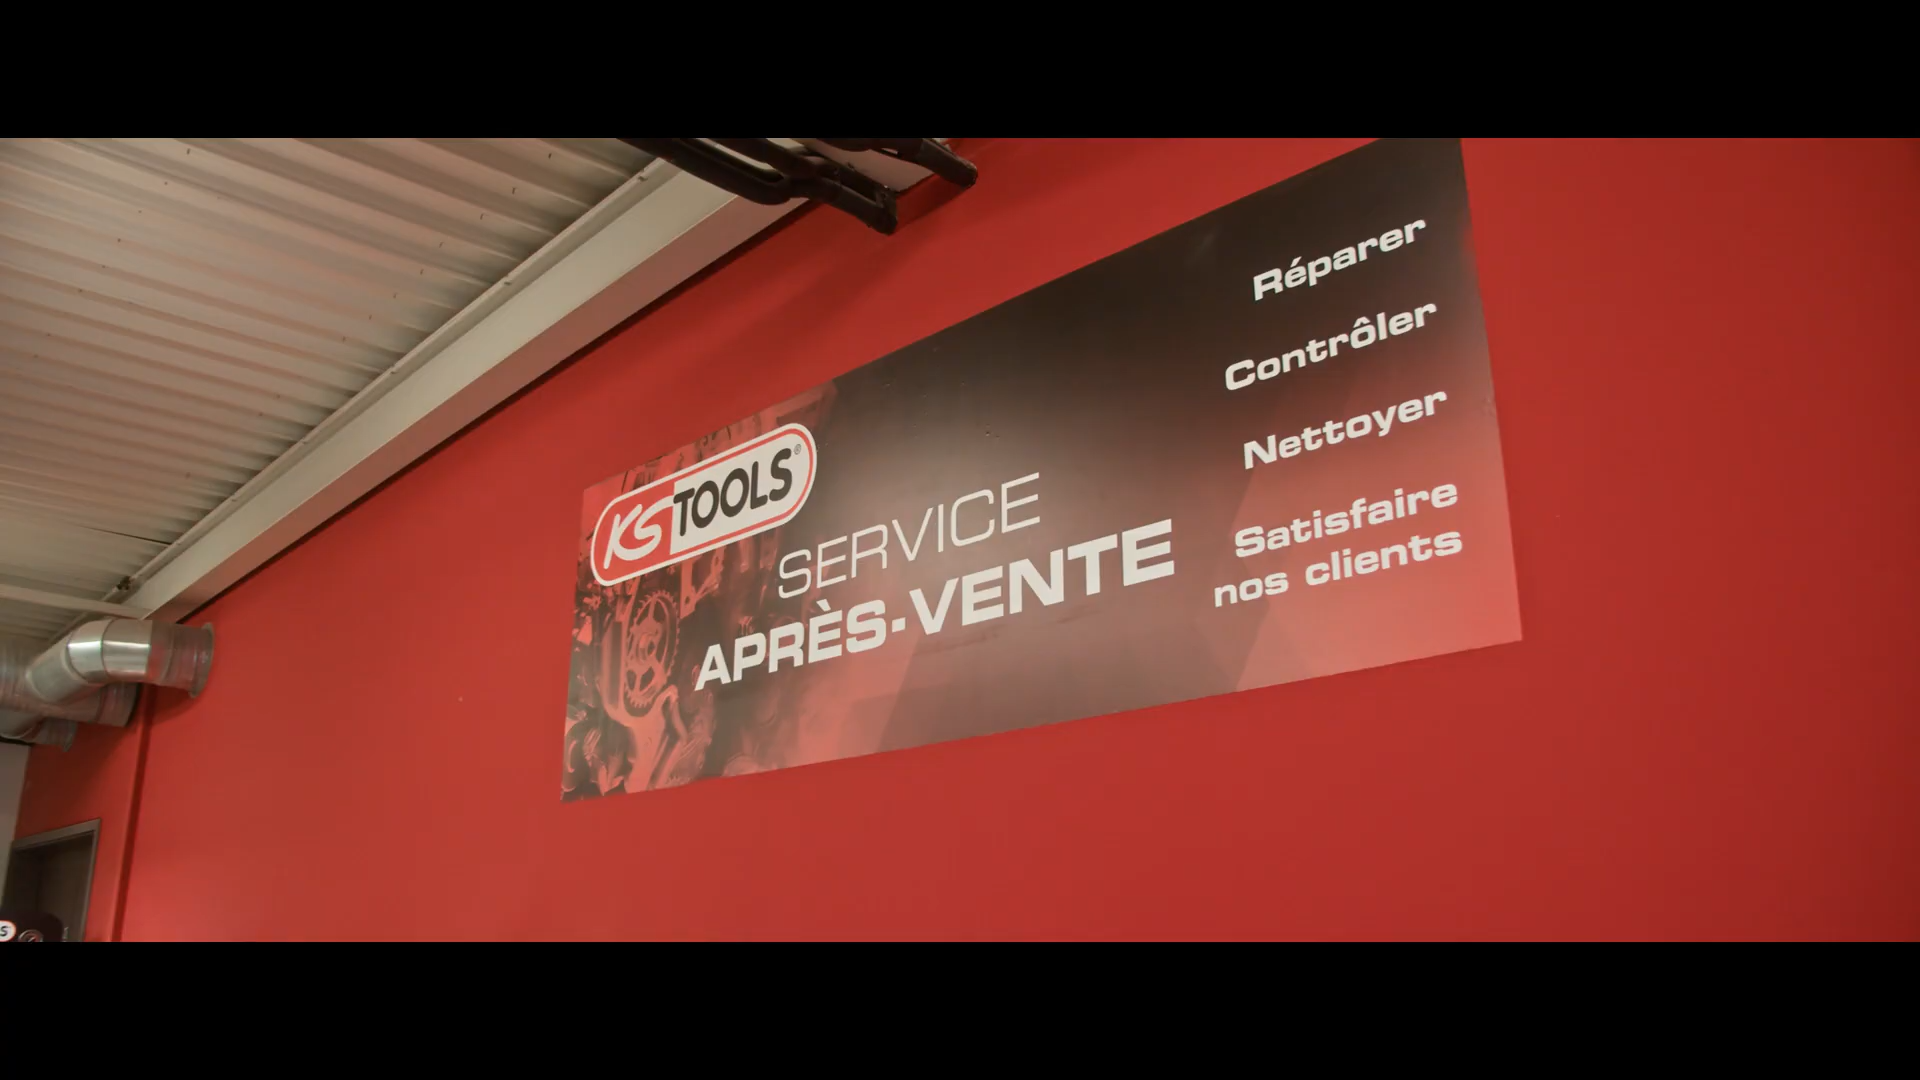 KS TOOLS®
SERVICE
APRÈS-VENTE
Réparer
Contrôler
Nettoyer
Satisfaire
nos clients